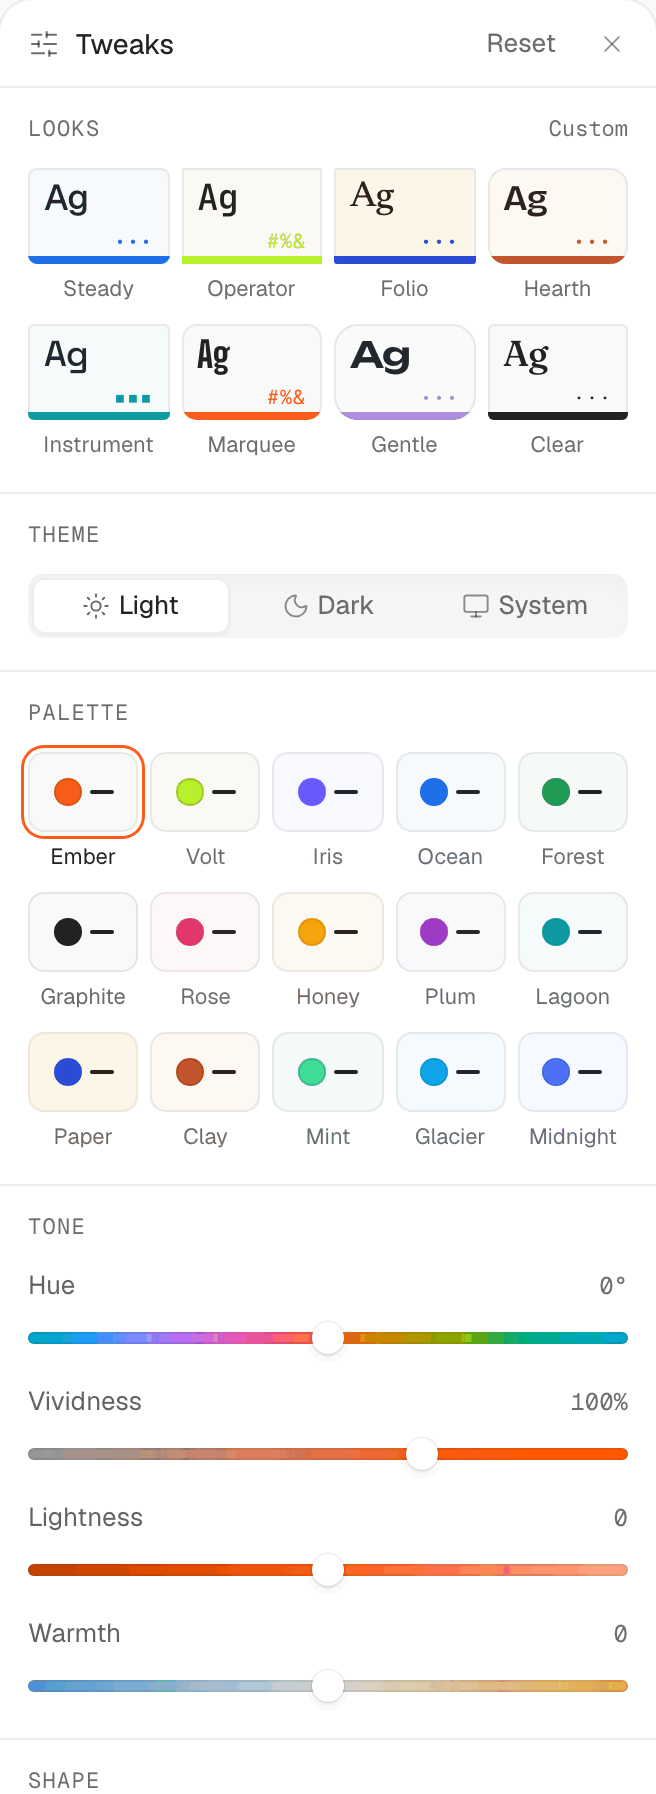 Tweaks Reset
LOOKS Custom
Ag Ag Ag Ag
#%&
Steady Operator Folio Hearth
Ag Ag Ag Ag
#%&
Instrument Marquee Gentle Clear
THEME
Light Dark System
PALETTE
Ember Volt Iris Ocean Forest
Graphite Rose Honey Plum Lagoon
Paper Clay Mint Glacier Midnight
TONE
Hue 0°
Vividness 100%
Lightness 0
Warmth 0
SHAPE